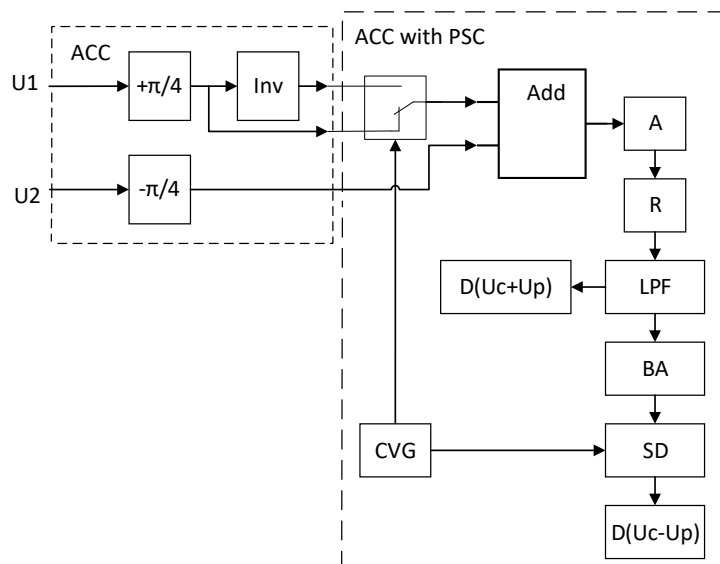 ACC with PSC
ACC
U1
+π/4
Inv
Add
A
U2
-π/4
R
D(Uc+Up)
LPF
BA
CVG
SD
D(Uc-Up)